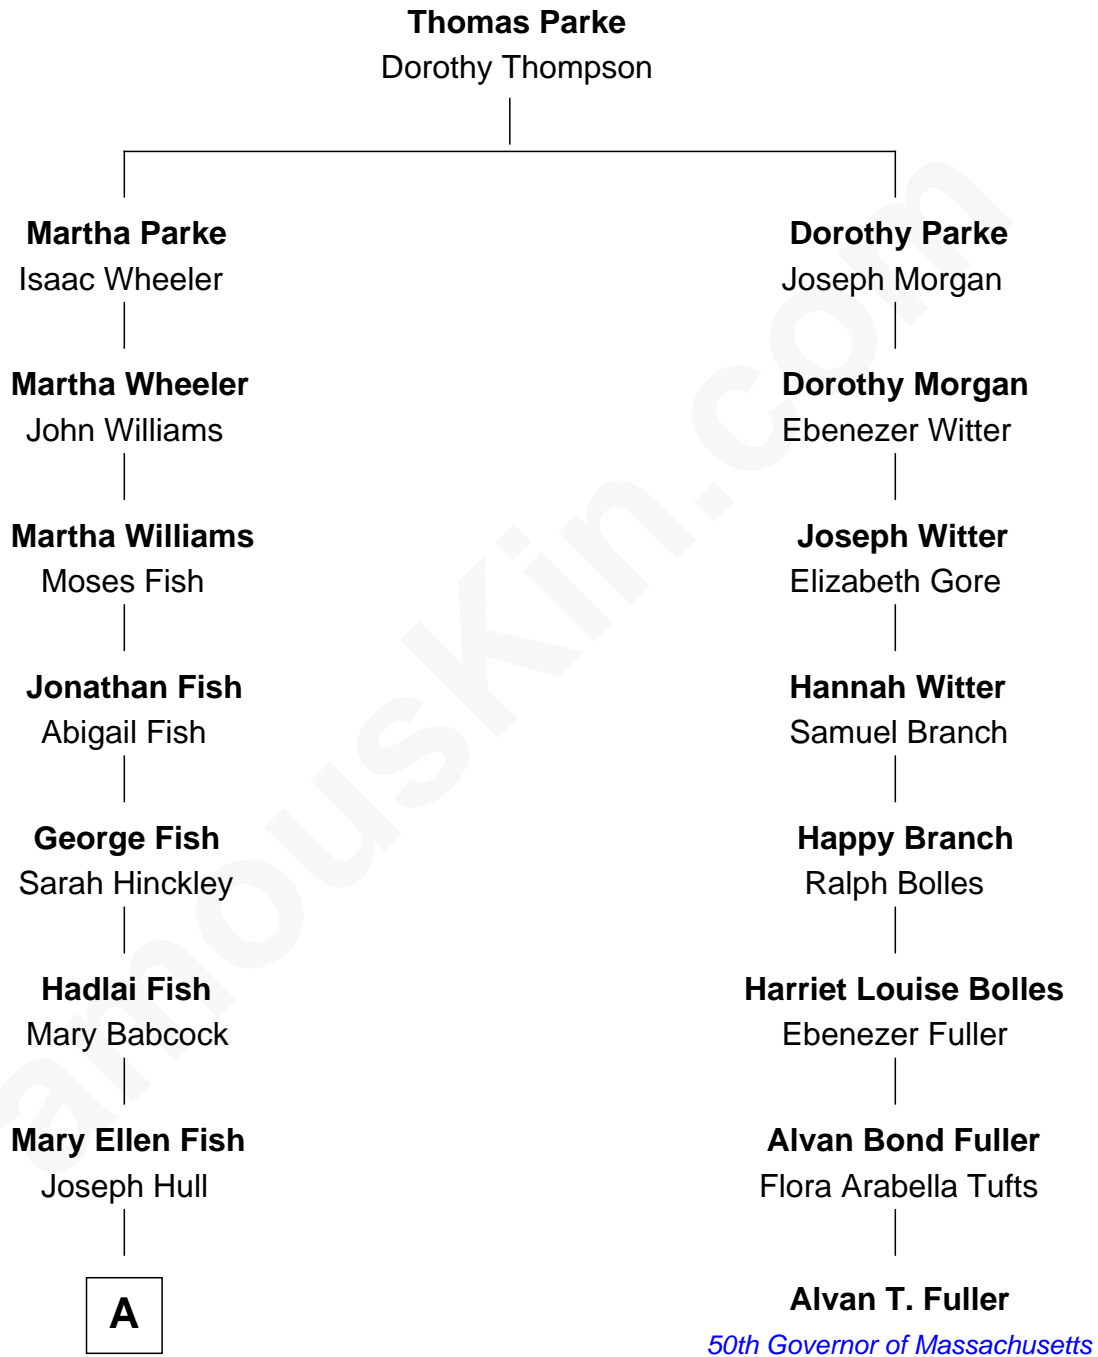 Thomas Parke
Dorothy Thompson
Martha Parke
Isaac Wheeler
Dorothy Parke
Joseph Morgan
Martha Wheeler
John Williams
Dorothy Morgan
Ebenezer Witter
Martha Williams
Moses Fish
Joseph Witter
Elizabeth Gore
Jonathan Fish
Abigail Fish
Hannah Witter
Samuel Branch
George Fish
Sarah Hinckley
Happy Branch
Ralph Bolles
Hadlai Fish
Mary Babcock
Harriet Louise Bolles
Ebenezer Fuller
Mary Ellen Fish
Joseph Hull
Alvan Bond Fuller
Flora Arabella Tufts
A
Alvan T. Fuller
50th Governor of Massachusetts
amousKin.com